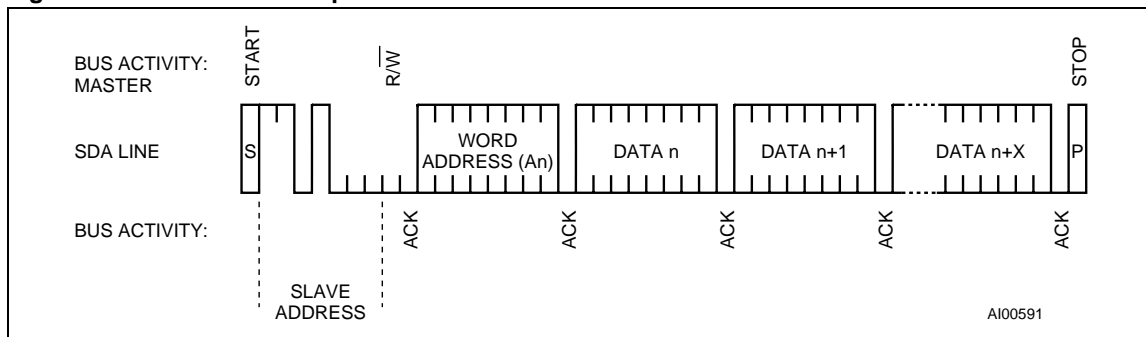 START
R/W
STOP
BUS ACTIVITY:
MASTER
SDA LINE
S
WORD
ADDRESS (An)
DATA n
DATA n+1
DATA n+X
P
BUS ACTIVITY:
ACK
ACK
ACK
ACK
ACK
SLAVE
ADDRESS
AI00591